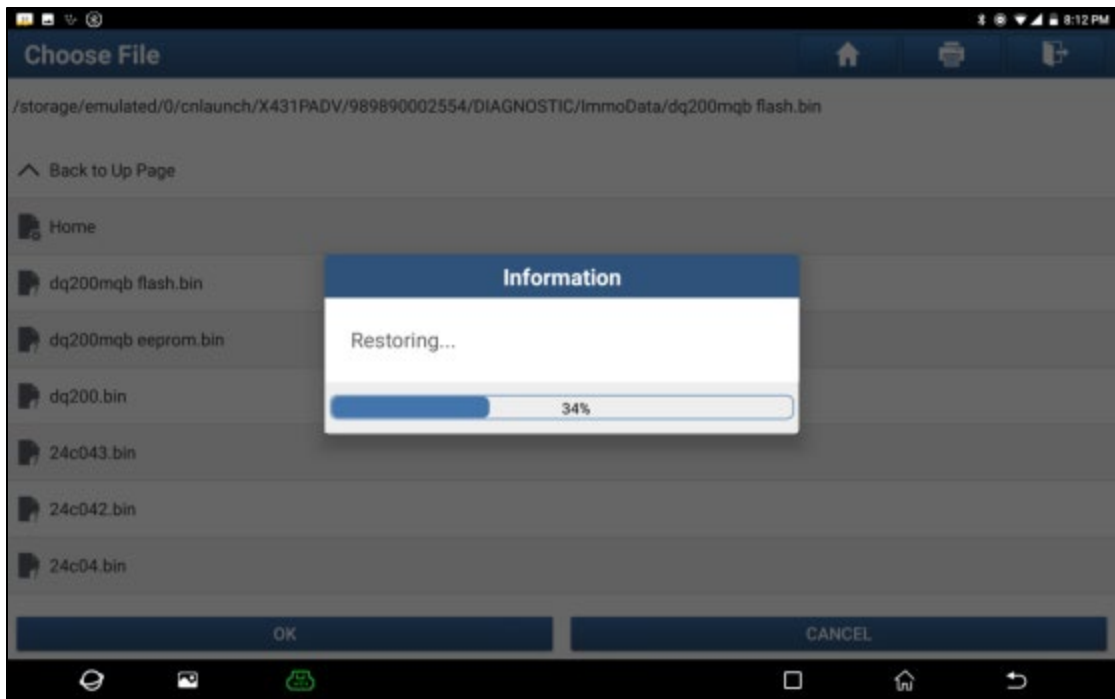 8:12 PM
Choose File
/storage/emulated/0/cnlaunch/X431PADV/989890002554/DIAGNOSTIC/ImmoData/dq200mqb flash.bin
Back to Up Page
Home
dq200mqb flash.bin
dq200mqb eeprom.bin
dq200.bin
24c043.bin
24c042.bin
24c04.bin
Information
Restoring...
34%
OK
CANCEL